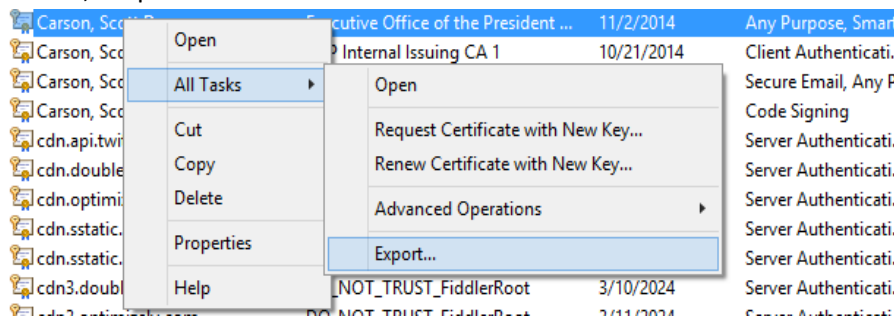 Carson, Sco Executive Office of the President ... 11/2/2014 Any Purpose, Smar
Open
Carson, Sco Internal Issuing CA 1 10/21/2014 Client Authenticati.
Carson, Sco All Tasks Open Secure Email, Any P
Carson, Sco Code Signing
Cut Request Certificate with New Key...
cdn.api.twi Server Authenticati.
cdn.double Copy Renew Certificate with New Key... Server Authenticati.
cdn.optimi Delete Server Authenticati.
Advanced Operations
cdn.sstatic. Server Authenticati.
Properties
cdn.sstatic. Export... Server Authenticati.
cdn3.doubl Help _NOT_TRUST_FiddlerRoot 3/10/2024 Server Authenticati.
DO_NOT_TRUST_FiddlerRoot 3/11/2024 Server Authenticati.